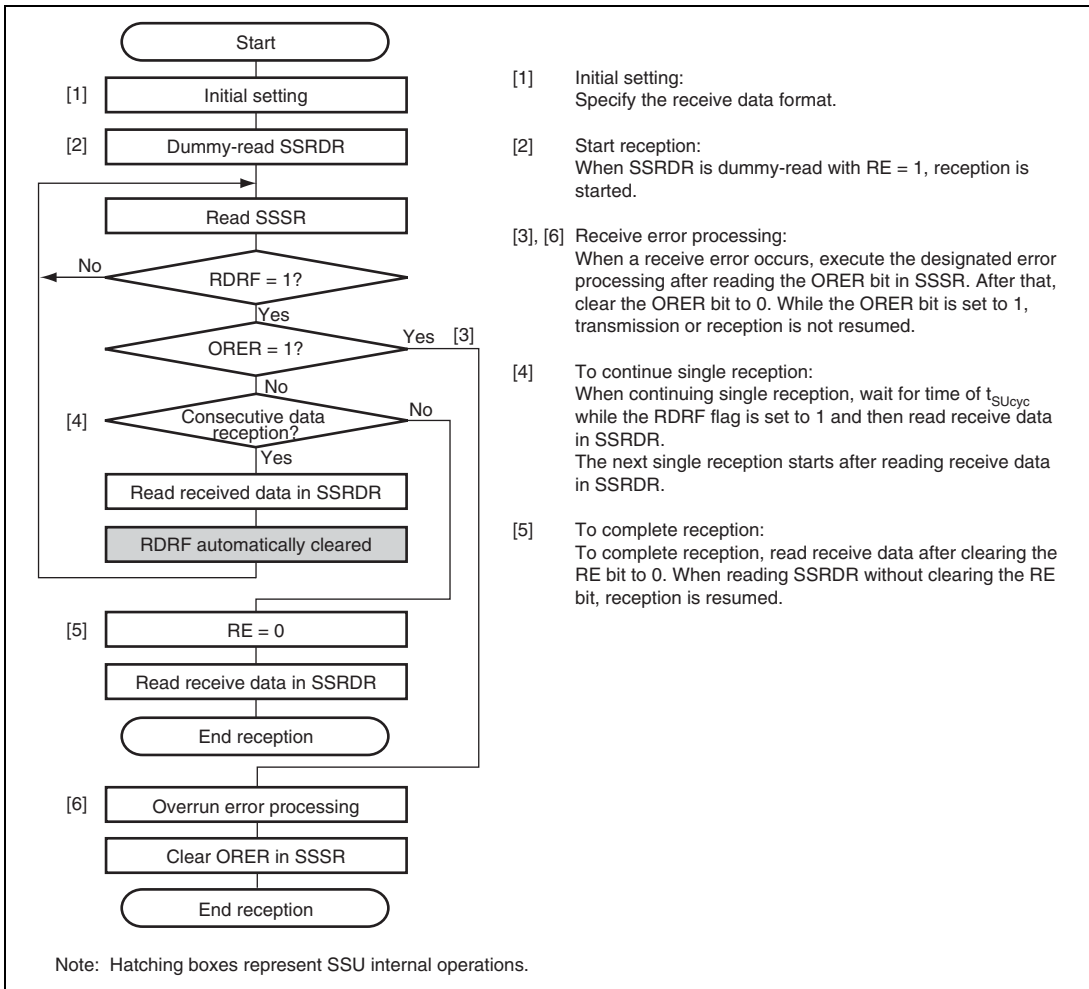 Start
[1] Initial setting
[2] Dummy-read SSRDR
Read SSSR
No
RDRF = 1?
Yes
ORER = 1?
Yes [3]
No
[4] Consecutive data
reception?
No
Yes
Read received data in SSRDR
RDRF automatically cleared
[5] RE = 0
Read receive data in SSRDR
End reception
[6] Overrun error processing
Clear ORER in SSSR
End reception
[1] Initial setting:
Specify the receive data format.
[2] Start reception:
When SSRDR is dummy-read with RE = 1, reception is
started.
[3], [6] Receive error processing:
When a receive error occurs, execute the designated error
processing after reading the ORER bit in SSSR. After that,
clear the ORER bit to 0. While the ORER bit is set to 1,
transmission or reception is not resumed.
[4] To continue single reception:
When continuing single reception, wait for time of tSUcyc
while the RDRF flag is set to 1 and then read receive data
in SSRDR.
The next single reception starts after reading receive data
in SSRDR.
[5] To complete reception:
To complete reception, read receive data after clearing the
RE bit to 0. When reading SSRDR without clearing the RE
bit, reception is resumed.
Note: Hatching boxes represent SSU internal operations.